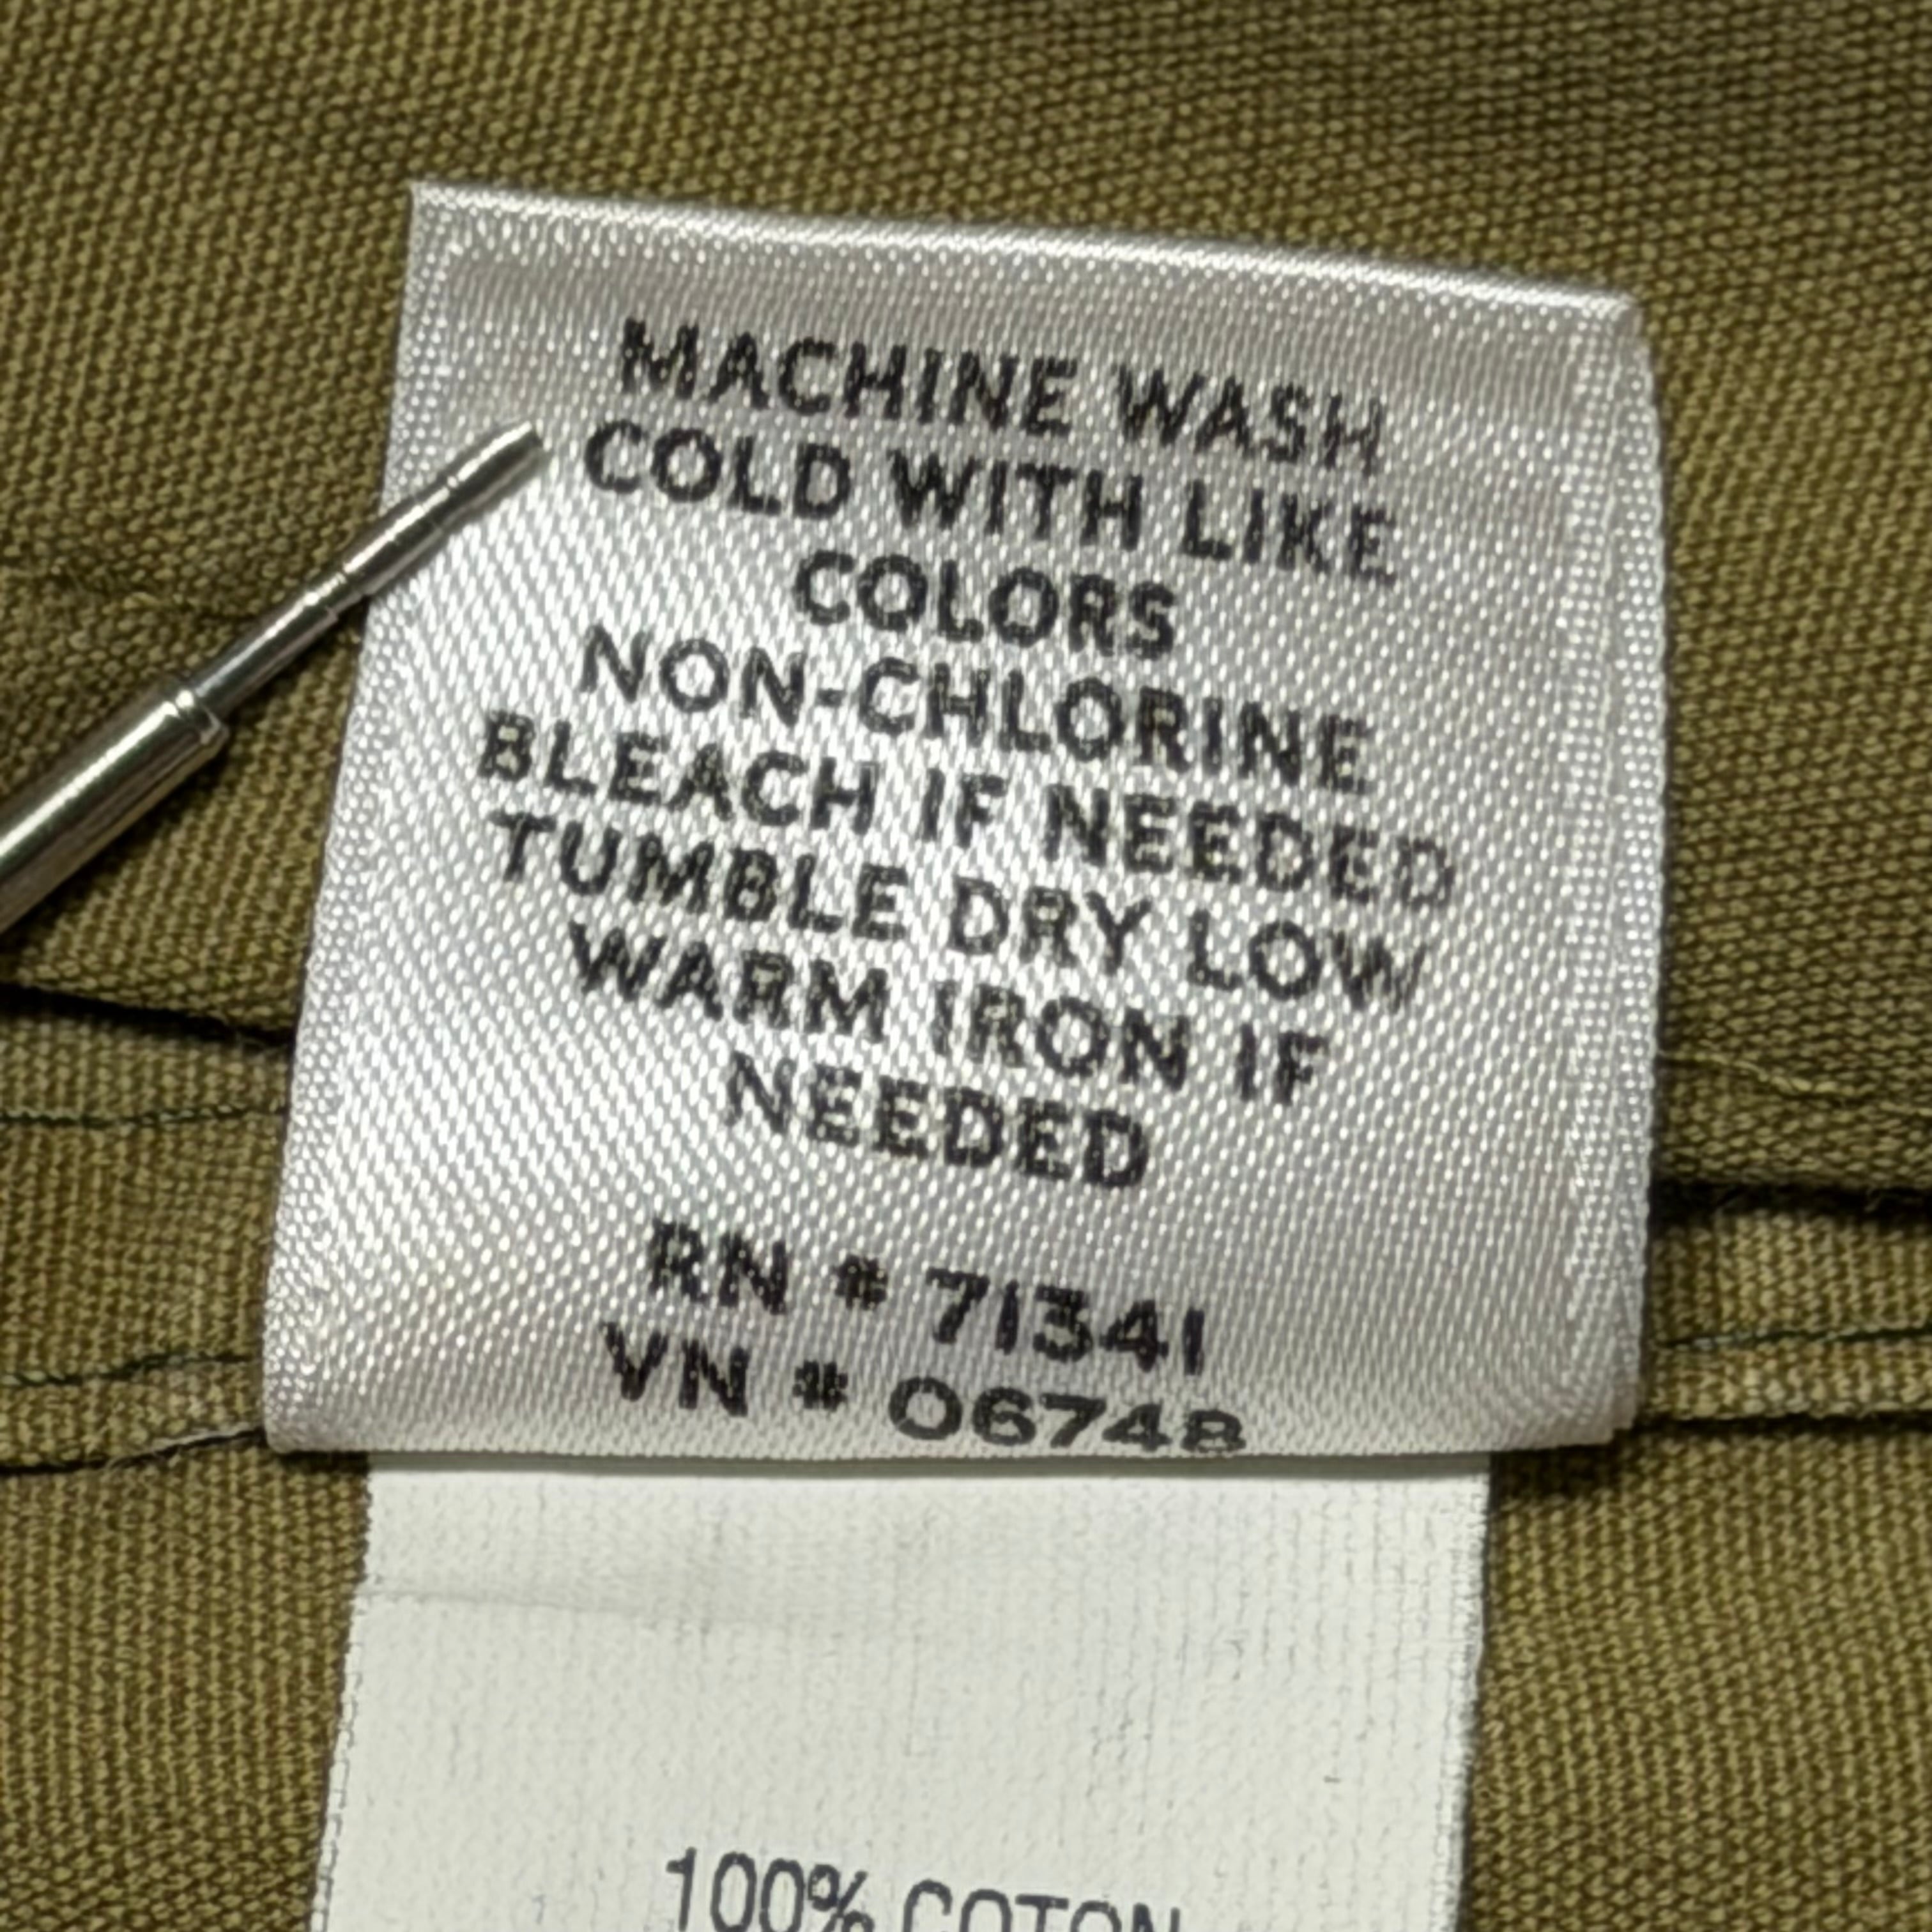 MACHINE WASH
COLD WITH LIKE
COLORS
NON-CHLORINE
BLEACH IF NEEDED
TUMBLE DRY LOW
WARM IRON IF
NEEDED
RN # 71341
VN # 06748
100% COTON